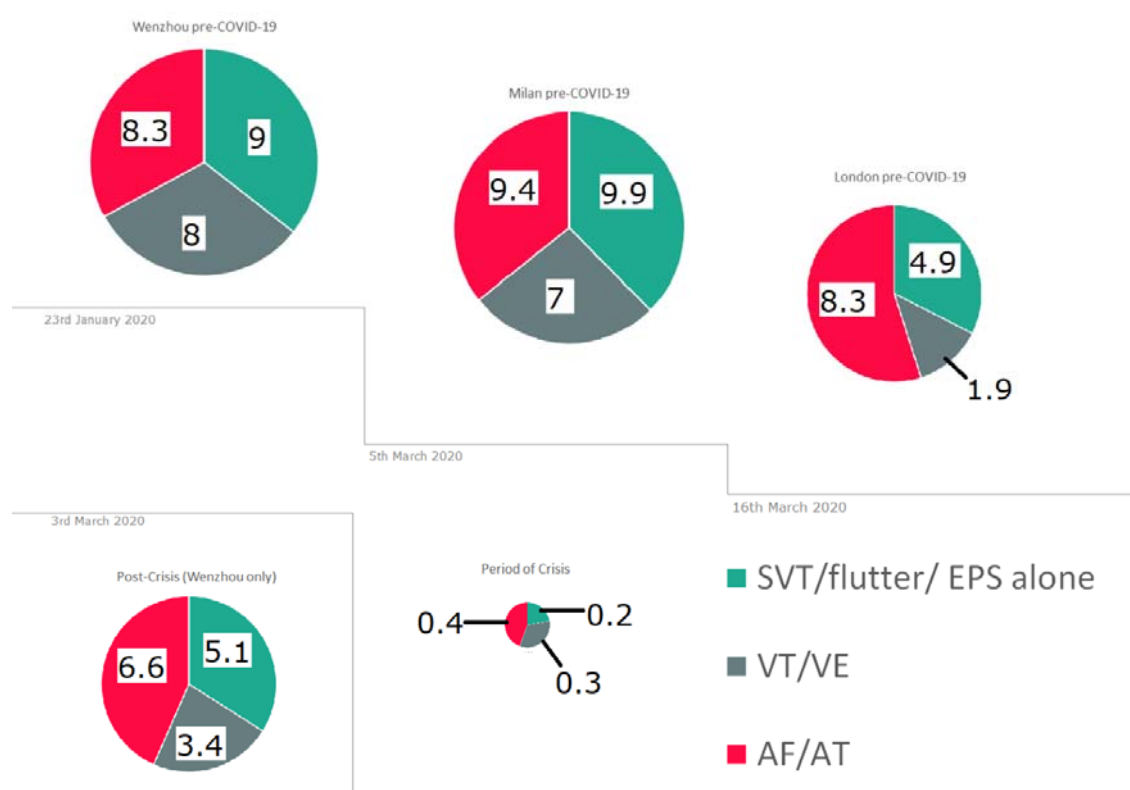 Wenzhou pre-COVID-19
8.3
9
8
Milan pre-COVID-19
9.4
9.9
7
London pre-COVID-19
4.9
8.3
1.9
23rd January 2020
5th March 2020
16th March 2020
3rd March 2020
Post-Crisis (Wenzhou only)
6.6
5.1
3.4
Period of Crisis
0.4
0.2
0.3
SVT/flutter/ EPS alone
VT/VE
AF/AT